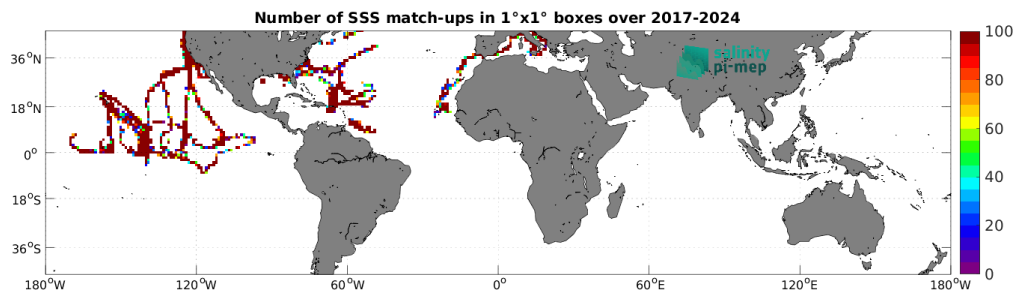 Number of SSS match-ups in 1°x1° boxes over 2017-2024
salinity
pi-mep
36°N
18°N
0°
18°S
36°S
180°W
120°W
60°W
0°
60°E
120°E
180°W
100
80
60
40
20
0